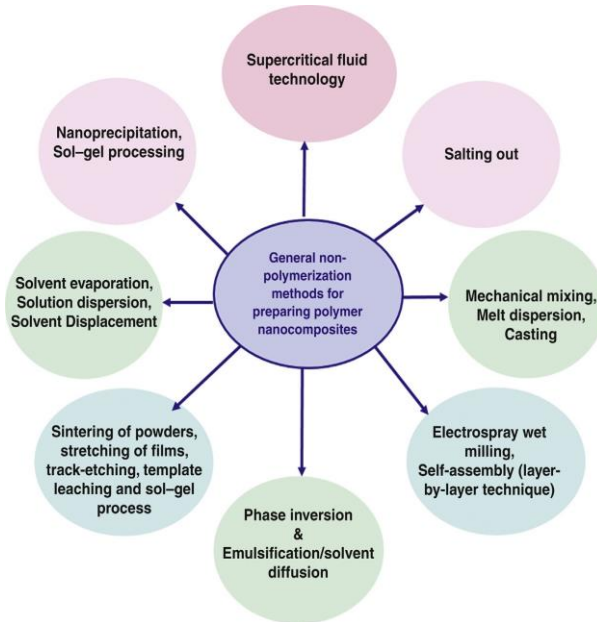 Supercritical fluid
technology
Nanoprecipitation,
Sol–gel processing
Salting out
General non-
polymerization
methods for
preparing polymer
nanocomposites
Solvent evaporation,
Solution dispersion,
Solvent Displacement
Mechanical mixing,
Melt dispersion,
Casting
Sintering of powders,
stretching of films,
track-etching, template
leaching and sol–gel
process
Electrospray wet
milling,
Self-assembly (layer-
by-layer technique)
Phase inversion
&
Emulsification/solvent
diffusion